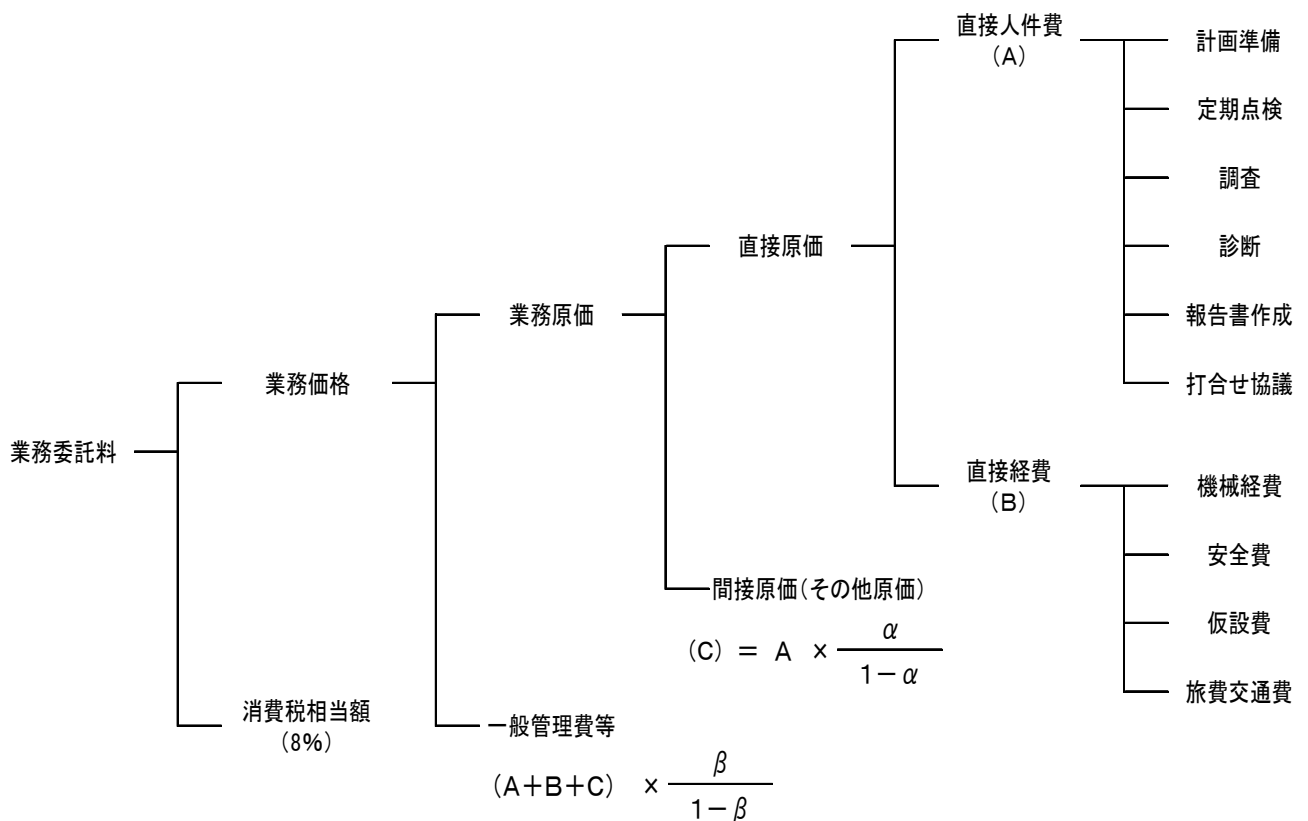 直接人件費
(A)
計画準備
定期点検
調査
診断
報告書作成
打合せ協議
直接原価
業務原価
業務価格
業務委託料
直接経費
(B)
機械経費
安全費
仮設費
旅費交通費
間接原価(その他原価)
(C) = A × α
1-α
消費税相当額
(8%)
一般管理費等
(A+B+C) × β
1-β